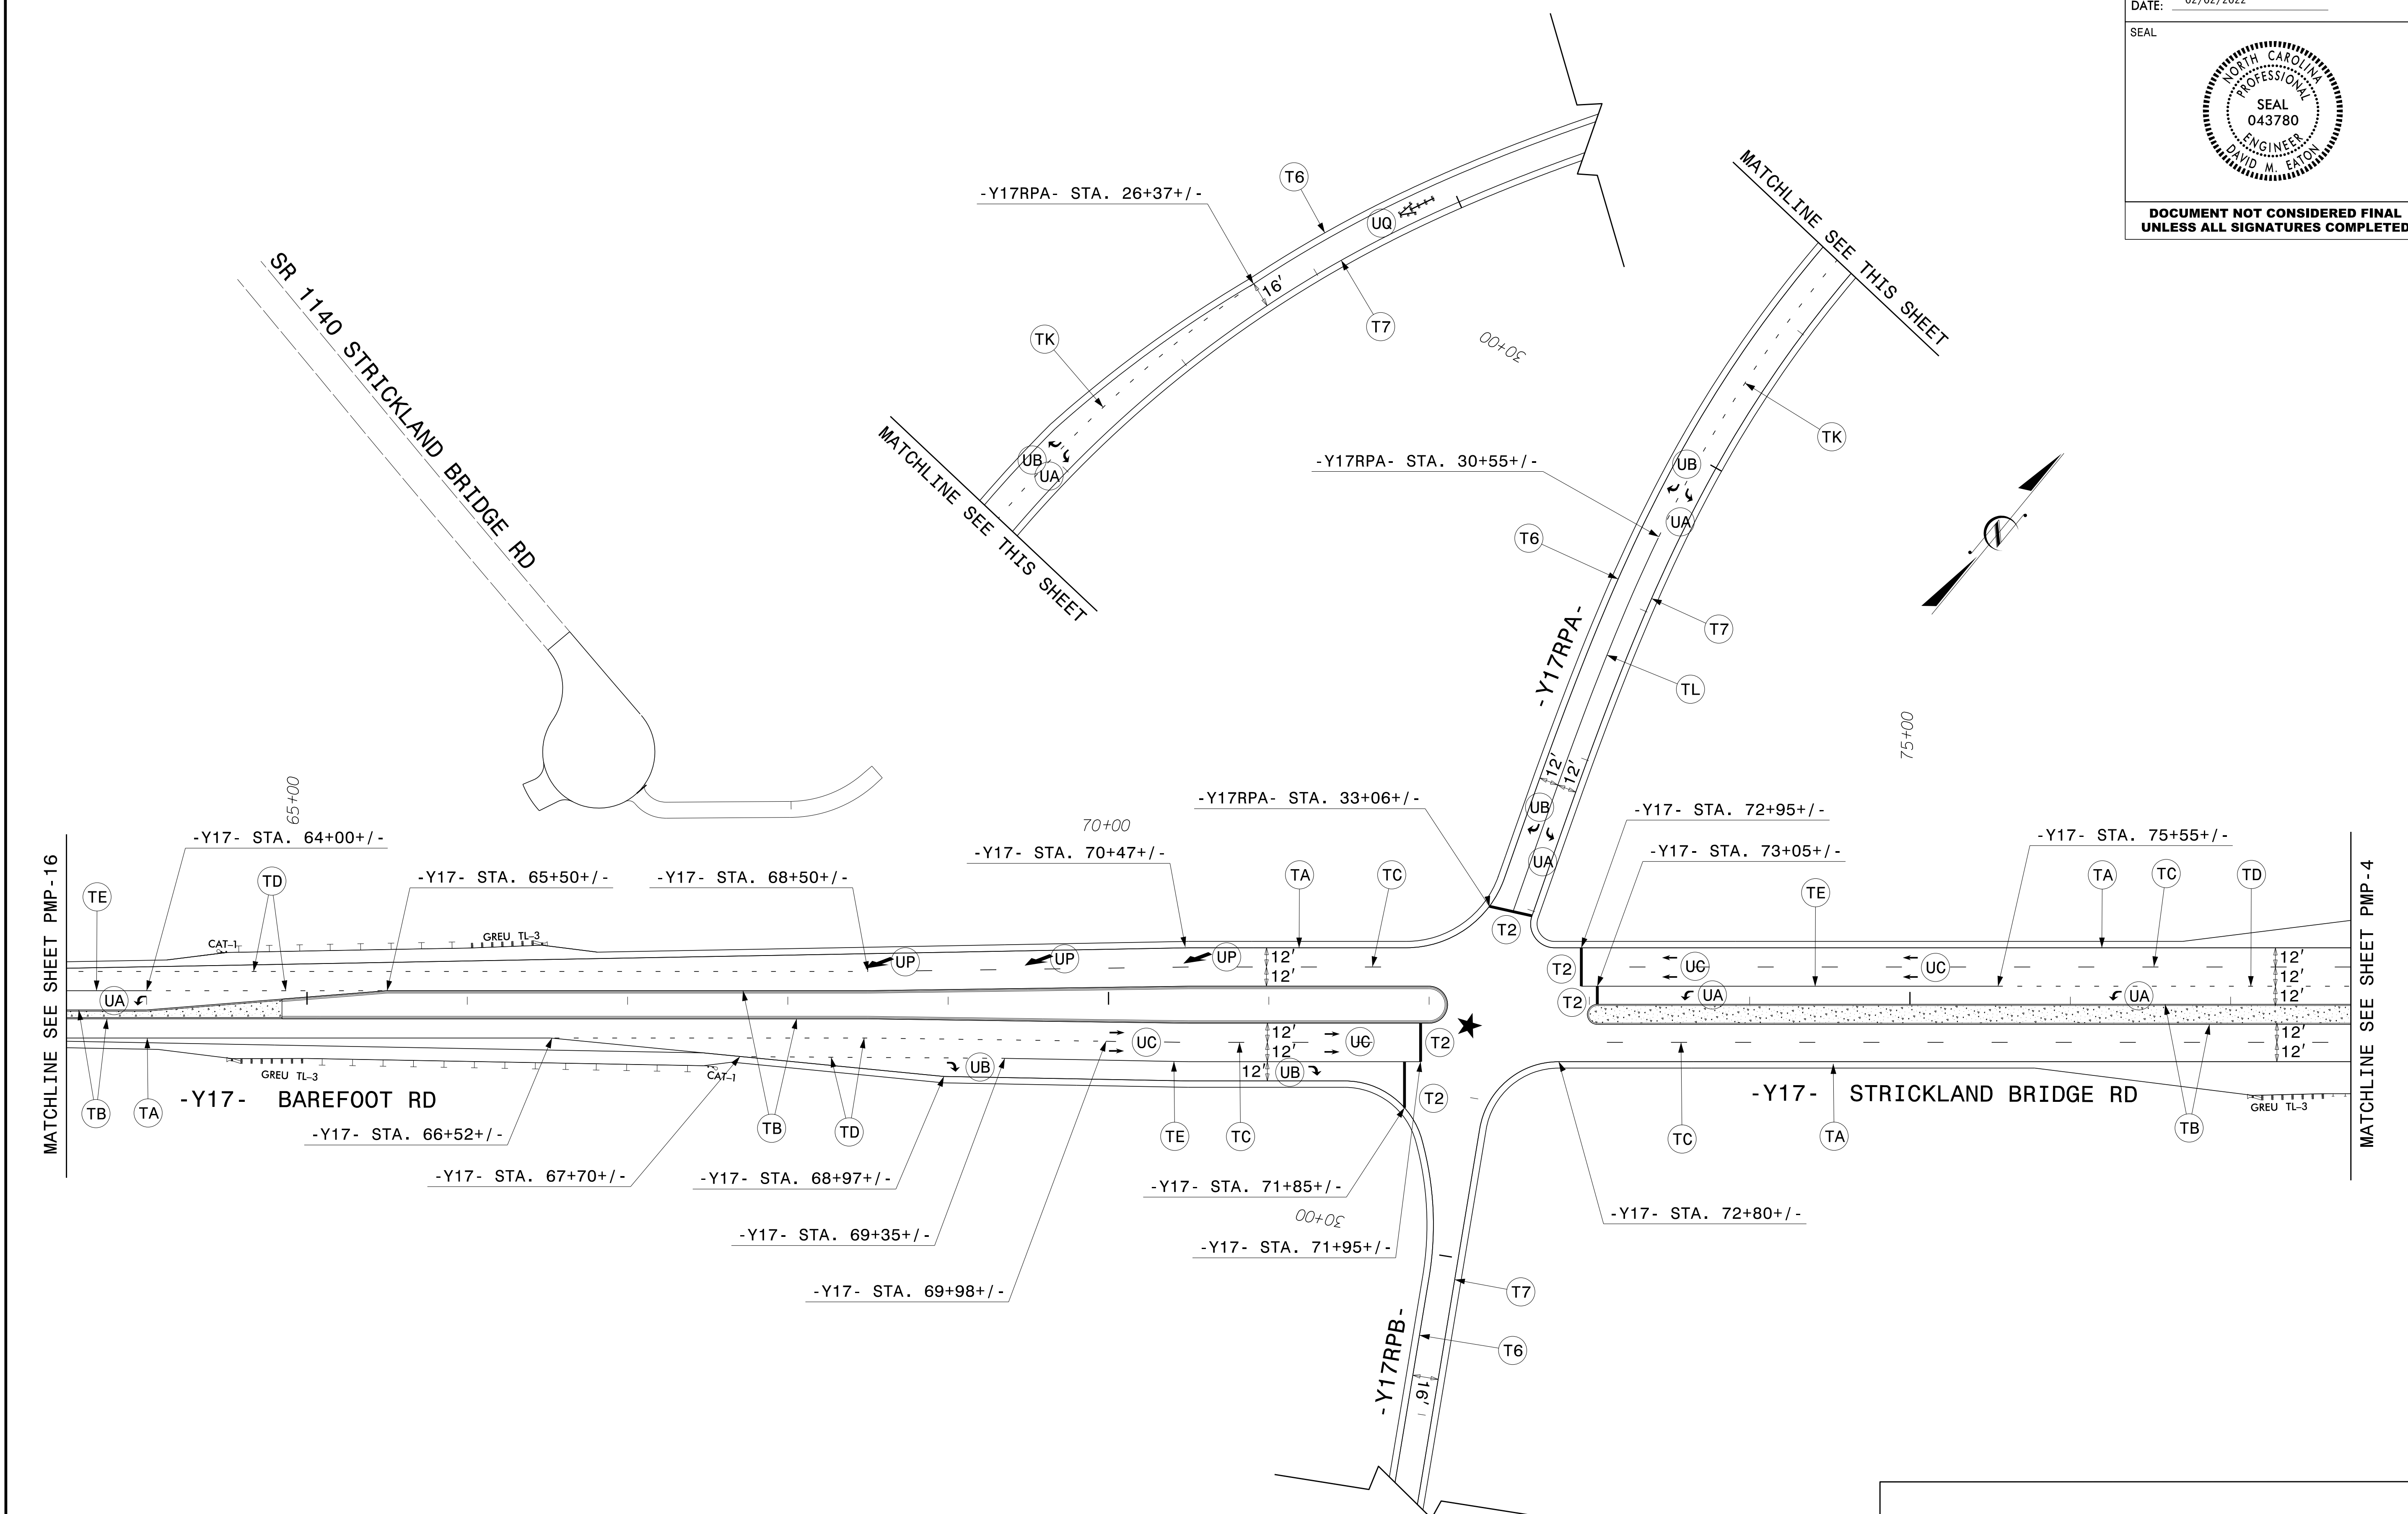 DATE:
SEAL
NORTH CAROLINA
PROFESSIONAL
SEAL
043780
ENGINEER
DAVID M. EATON
DOCUMENT NOT CONSIDERED FINAL
UNLESS ALL SIGNATURES COMPLETED
-Y17RPA- STA. 26+37+/-
T6
UQ
16'
T7
TK
30+00
UB
UA
MATCHLINE SEE THIS SHEET
MATCHLINE SEE THIS SHEET
SR 1140 STRICKLAND BRIDGE RD
TK
-Y17RPA- STA. 30+55+/-
UB
UA
T6
T7
-Y17RPA-
TL
75+00
12'
12'
UB
UA
-Y17RPA- STA. 33+06+/-
T2
65+00
-Y17- STA. 64+00+/-
TE
TD
-Y17- STA. 65+50+/-
-Y17- STA. 68+50+/-
70+00
-Y17- STA. 70+47+/-
TA
TC
-Y17- STA. 72+95+/-
-Y17- STA. 73+05+/-
TE
-Y17- STA. 75+55+/-
TA
TC
TD
MATCHLINE SEE SHEET PMP-16
CAT-1
GREU TL-3
UP
UP
UP
12'
12'
T2
UC
UC
12'
12'
UA
T2
UA
UA
12'
MATCHLINE SEE SHEET PMP-4
UC
12'
UC
T2
12'
12'
12'
GREU TL-3
CAT-1
UB
12'
UB
T2
TB
TA
-Y17- BAREFOOT RD
TB
TD
TE
TC
-Y17- STRICKLAND BRIDGE RD
TC
TA
TB
GREU TL-3
-Y17- STA. 66+52+/-
-Y17- STA. 67+70+/-
-Y17- STA. 68+97+/-
-Y17- STA. 71+85+/-
30+00
-Y17- STA. 72+80+/-
-Y17- STA. 69+35+/-
-Y17- STA. 71+95+/-
-Y17- STA. 69+98+/-
T7
T6
-Y17RPB-
16'